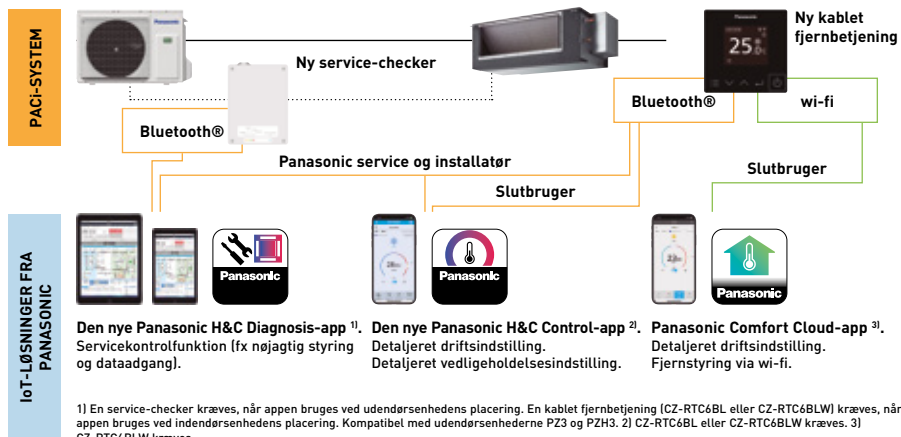 PACi-SYSTEM
Panasonic
Ny service-checker
Panasonic
25
Ny kablet
fjernbetjening
Bluetooth®
Bluetooth®
wi-fi
Panasonic service og installatør
Slutbruger
Slutbruger
IoT-LØSNINGER FRA
PANASONIC
Panasonic
Panasonic
Panasonic
Den nye Panasonic H&C Diagnosis-app 1).
Servicekontrolfunktion (fx nøjagtig styring
og dataadgang).
Den nye Panasonic H&C Control-app 2).
Detaljeret driftsindstilling.
Detaljeret vedligeholdelsesindstilling.
Panasonic Comfort Cloud-app 3).
Detaljeret driftsindstilling.
Fjernstyring via wi-fi.
1) En service-checker kræves, når appen bruges ved udendørsenhedens placering. En kablet fjernbetjening (CZ-RTC6BL eller CZ-RTC6BLW) kræves, når
appen bruges ved indendørsenhedens placering. Kompatibel med udendørsenhederne PZ3 og PZH3. 2) CZ-RTC6BL eller CZ-RTC6BLW kræves. 3)
CZ-RTC6BLW kræves.